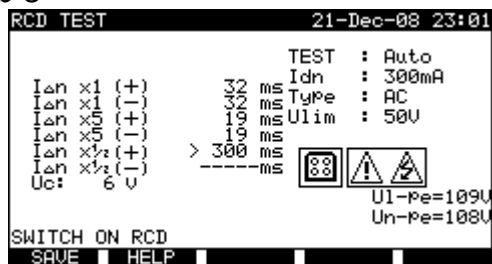 RCD TEST 21-Dec-08 23:01
TEST : Auto
Idn : 300mA
Type : AC
Ulim : 50V
IΔn x1 (+) 32 ms
IΔn x1 (-) 32 ms
IΔn x5 (+) 19 ms
IΔn x5 (-) 19 ms
IΔn x½ (+) > 300 ms
IΔn x½ (-) -----ms
Uc: 6 V
Ul-pe=109V
Un-pe=108V
SWITCH ON RCD
SAVE HELP